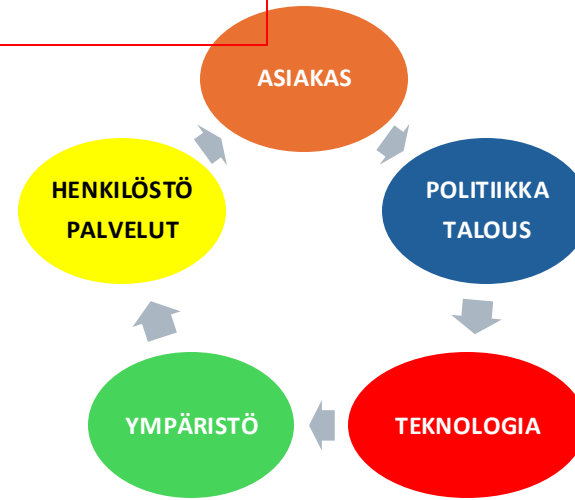 ASIAKAS
POLITIIKKA
TALOUS
TEKNOLOGIA
YMPÄRISTÖ
HENKILÖSTÖ
PALVELUT